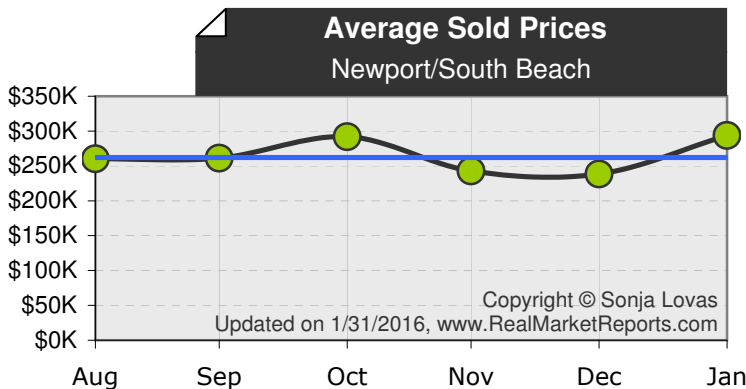 Average Sold Prices
Newport/South Beach
$350K
$300K
$250K
$200K
$150K
$100K
$50K
$0K
Copyright © Sonja Lovas
Updated on 1/31/2016, www.RealMarketReports.com
Aug Sep Oct Nov Dec Jan